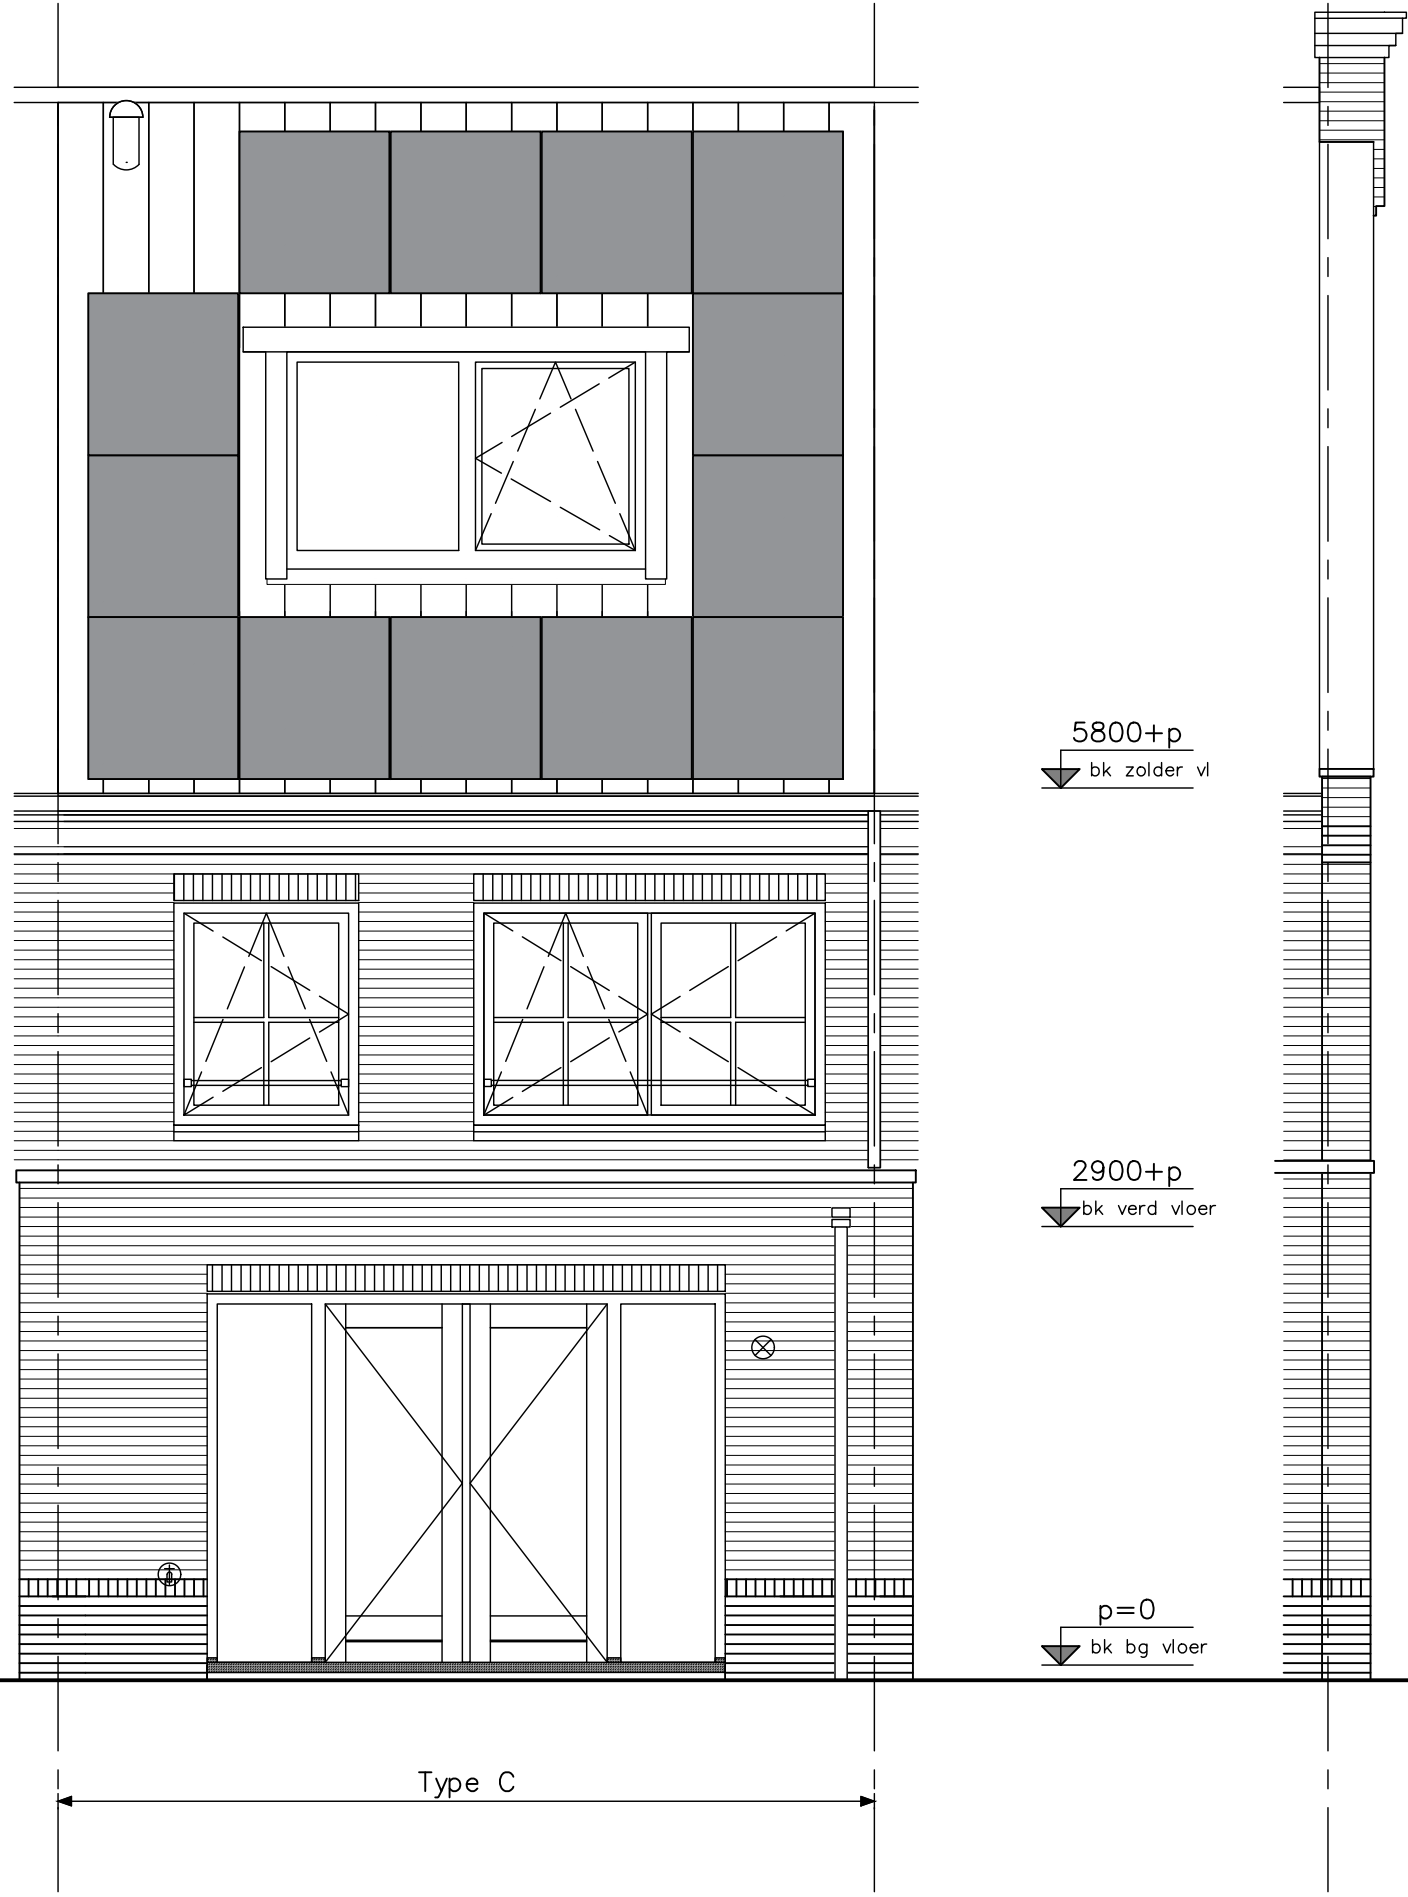 5800+p
bk zolder vl
2900+p
bk verd vloer
p=0
bk bg vloer
Type C